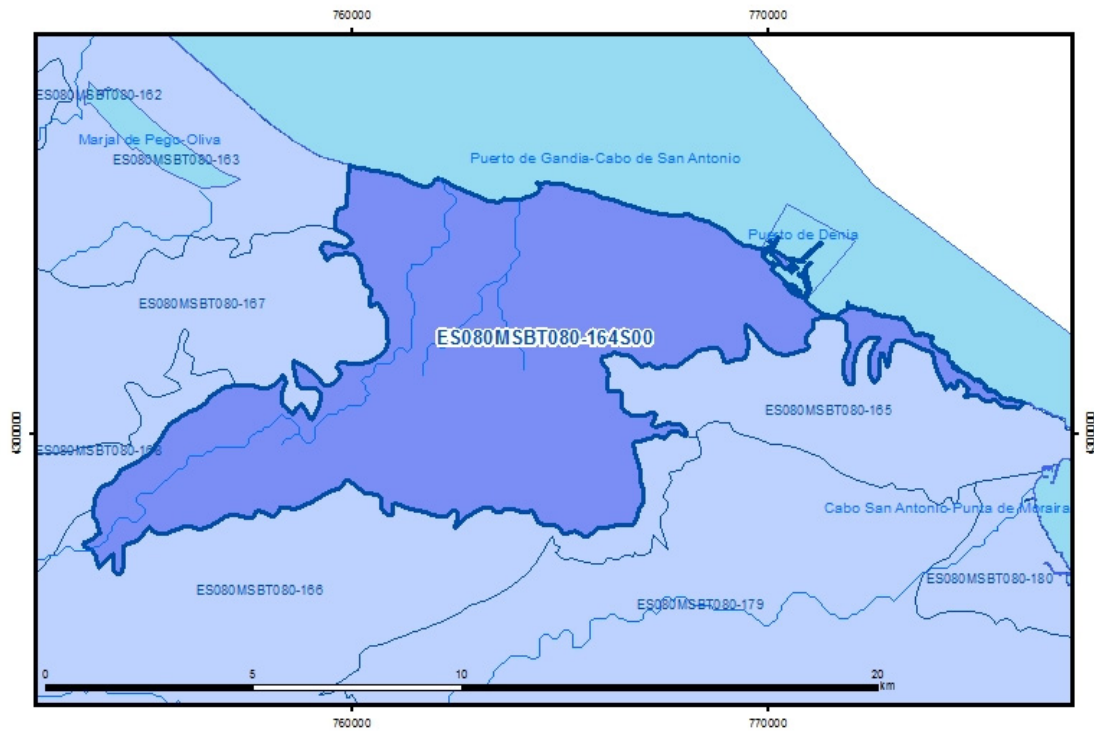 760000
770000
ES080MSBT080-162
Marjal de Pego-Oliva
ES080MSBT080-163
Puerto de Gandia-Cabo de San Antonio
Puerto de Denia
ES080MSBT080-167
ES080MSBT080-164S00
ES080MSBT080-165
4300000
4300000
ES080MSBT080-168
Cabo San Antonio-Punta de Moraira
ES080MSBT080-166
ES080MSBT080-180
ES080MSBT080-179
0
5
10
20
km
760000
770000